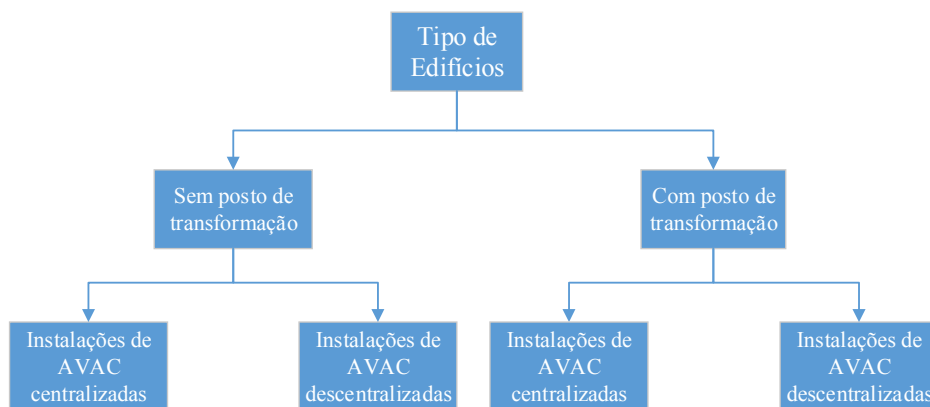 Tipo de
Edifícios
Sem posto de
transformação
Com posto de
transformação
Instalações de
AVAC
centralizadas
Instalações de
AVAC
descentralizadas
Instalações de
AVAC
centralizadas
Instalações de
AVAC
descentralizadas